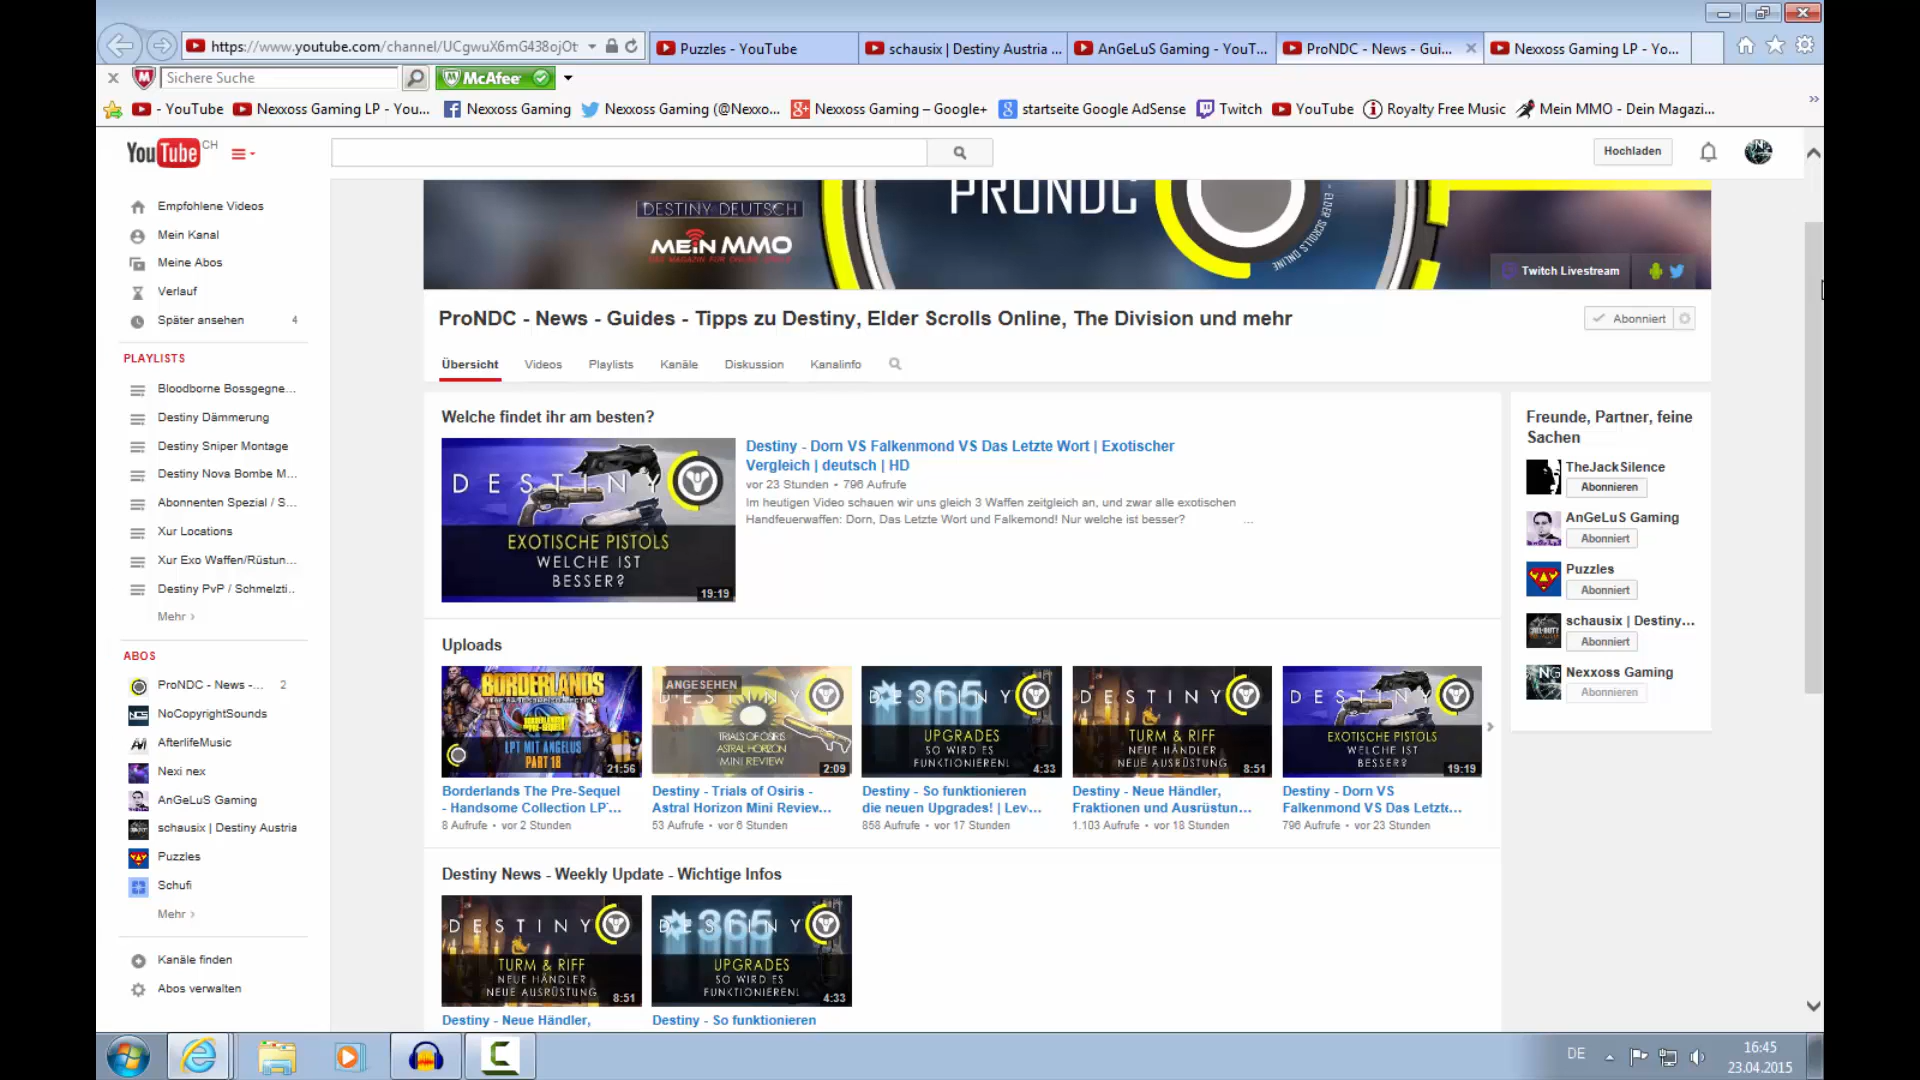 https://www.youtube.com/channel/UCgwuX6mG438ojOt
Puzzles - YouTube
schausix | Destiny Austria ...
AnGeLuS Gaming - YouT...
ProNDC - News - Gui...
Nexxoss Gaming LP - Yo...
Sichere Suche
McAfee
- YouTube
Nexxoss Gaming LP - You...
Nexxoss Gaming
Nexxoss Gaming (@Nexxo...
Nexxoss Gaming – Google+
startseite Google AdSense
Twitch
YouTube
Royalty Free Music
Mein MMO - Dein Magazi...
YouTube CH
Hochladen
Empfohlene Videos
Mein Kanal
Meine Abos
Verlauf
Später ansehen 4
PLAYLISTS
Bloodborne Bossgegne...
Destiny Dämmerung
Destiny Sniper Montage
Destiny Nova Bombe M...
Abonnenten Spezial / S...
Xur Locations
Xur Exo Waffen/Rüstun...
Destiny PvP / Schmelzti...
Mehr ›
ABOS
ProNDC - News -... 2
NoCopyrightSounds
AfterlifeMusic
Nexi nex
AnGeLuS Gaming
schausix | Destiny Austria
Puzzles
Schufi
Mehr ›
Kanäle finden
Abos verwalten
DESTINY DEUTSCH
MEIN MMO
PRONDC
- ELDER SCROLLS ONLINE
Twitch Livestream
ProNDC - News - Guides - Tipps zu Destiny, Elder Scrolls Online, The Division und mehr
Abonniert
Übersicht
Videos
Playlists
Kanäle
Diskussion
Kanalinfo
Welche findet ihr am besten?
DESTINY
EXOTISCHE PISTOLS
WELCHE IST
BESSER?
19:19
Destiny - Dorn VS Falkenmond VS Das Letzte Wort | Exotischer
Vergleich | deutsch | HD
vor 23 Stunden • 796 Aufrufe
Im heutigen Video schauen wir uns gleich 3 Waffen zeitgleich an, und zwar alle exotischen
Handfeuerwaffen: Dorn, Das Letzte Wort und Falkemond! Nur welche ist besser? ...
Uploads
BORDERLANDS
LPT MIT ANGELUS
PART 18
21:56
Borderlands The Pre-Sequel
- Handsome Collection LP ...
8 Aufrufe • vor 2 Stunden
ANGESEHEN
DESTINY
TRIALS OF OSIRIS
ASTRAL HORIZON
MINI REVIEW
2:09
Destiny - Trials of Osiris -
Astral Horizon Mini Review...
53 Aufrufe • vor 6 Stunden
365
DESTINY
UPGRADES
SO WIRD ES
FUNKTIONIEREN!
4:33
Destiny - So funktionieren
die neuen Upgrades! | Lev...
858 Aufrufe • vor 17 Stunden
DESTINY
TURM & RIFF
NEUE HÄNDLER
NEUE AUSRÜSTUNG
8:51
Destiny - Neue Händler,
Fraktionen und Ausrüstun...
1.103 Aufrufe • vor 18 Stunden
DESTINY
EXOTISCHE PISTOLS
WELCHE IST
BESSER?
19:19
Destiny - Dorn VS
Falkenmond VS Das Letzte...
796 Aufrufe • vor 23 Stunden
Destiny News - Weekly Update - Wichtige Infos
DESTINY
TURM & RIFF
NEUE HÄNDLER
NEUE AUSRÜSTUNG
8:51
Destiny - Neue Händler,
365
DESTINY
UPGRADES
SO WIRD ES
FUNKTIONIEREN!
4:33
Destiny - So funktionieren
Freunde, Partner, feine
Sachen
TheJackSilence
Abonnieren
AnGeLuS Gaming
Abonniert
Puzzles
Abonniert
schausix | Destiny...
Abonniert
Nexxoss Gaming
Abonnieren
DE
16:45
23.04.2015